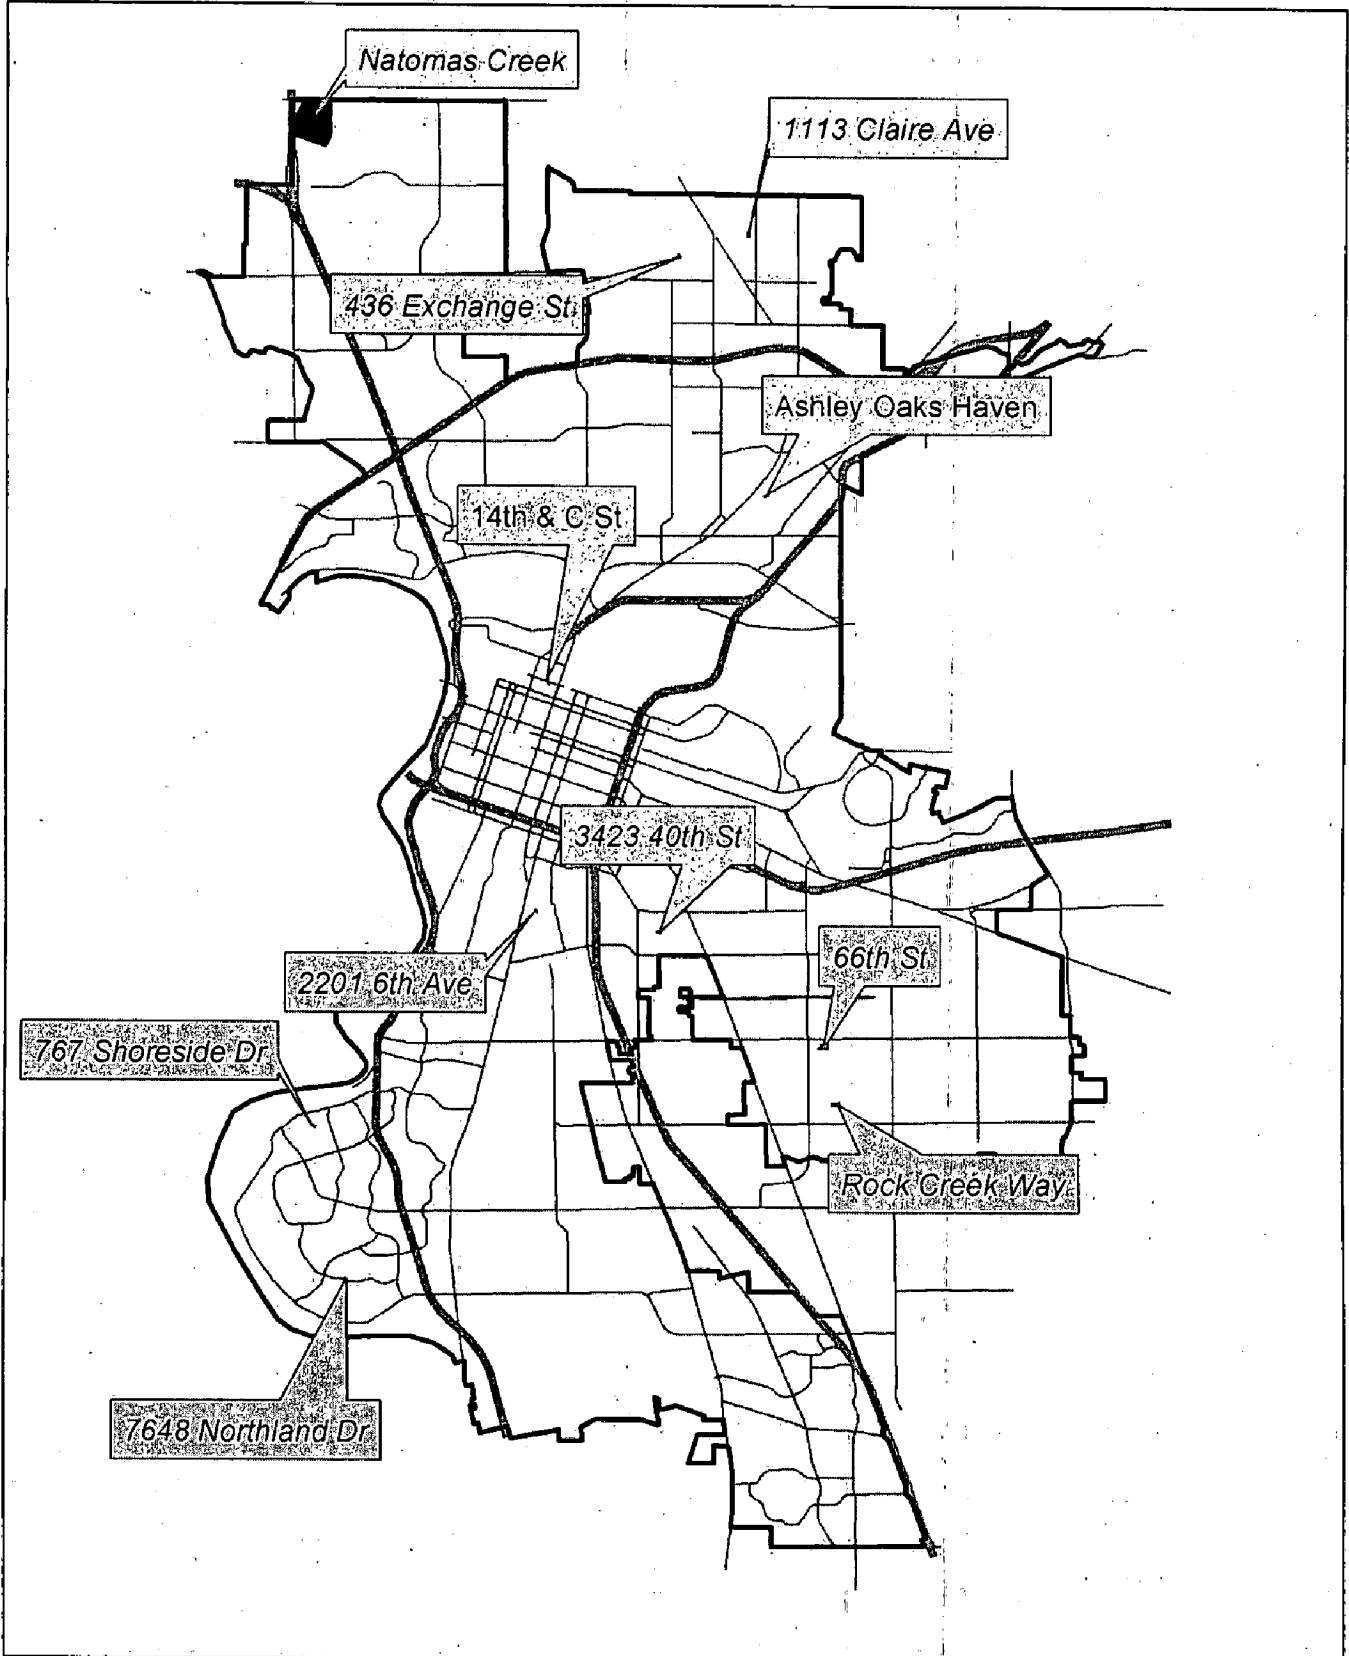 Natomas Creek
1113 Claire Ave
436 Exchange St
Ashley Oaks Haven
14th & C St
3423 40th St
66th St
2201 6th Ave
767 Shoreside Dr
Rock Creek Way
7648 Northland Dr